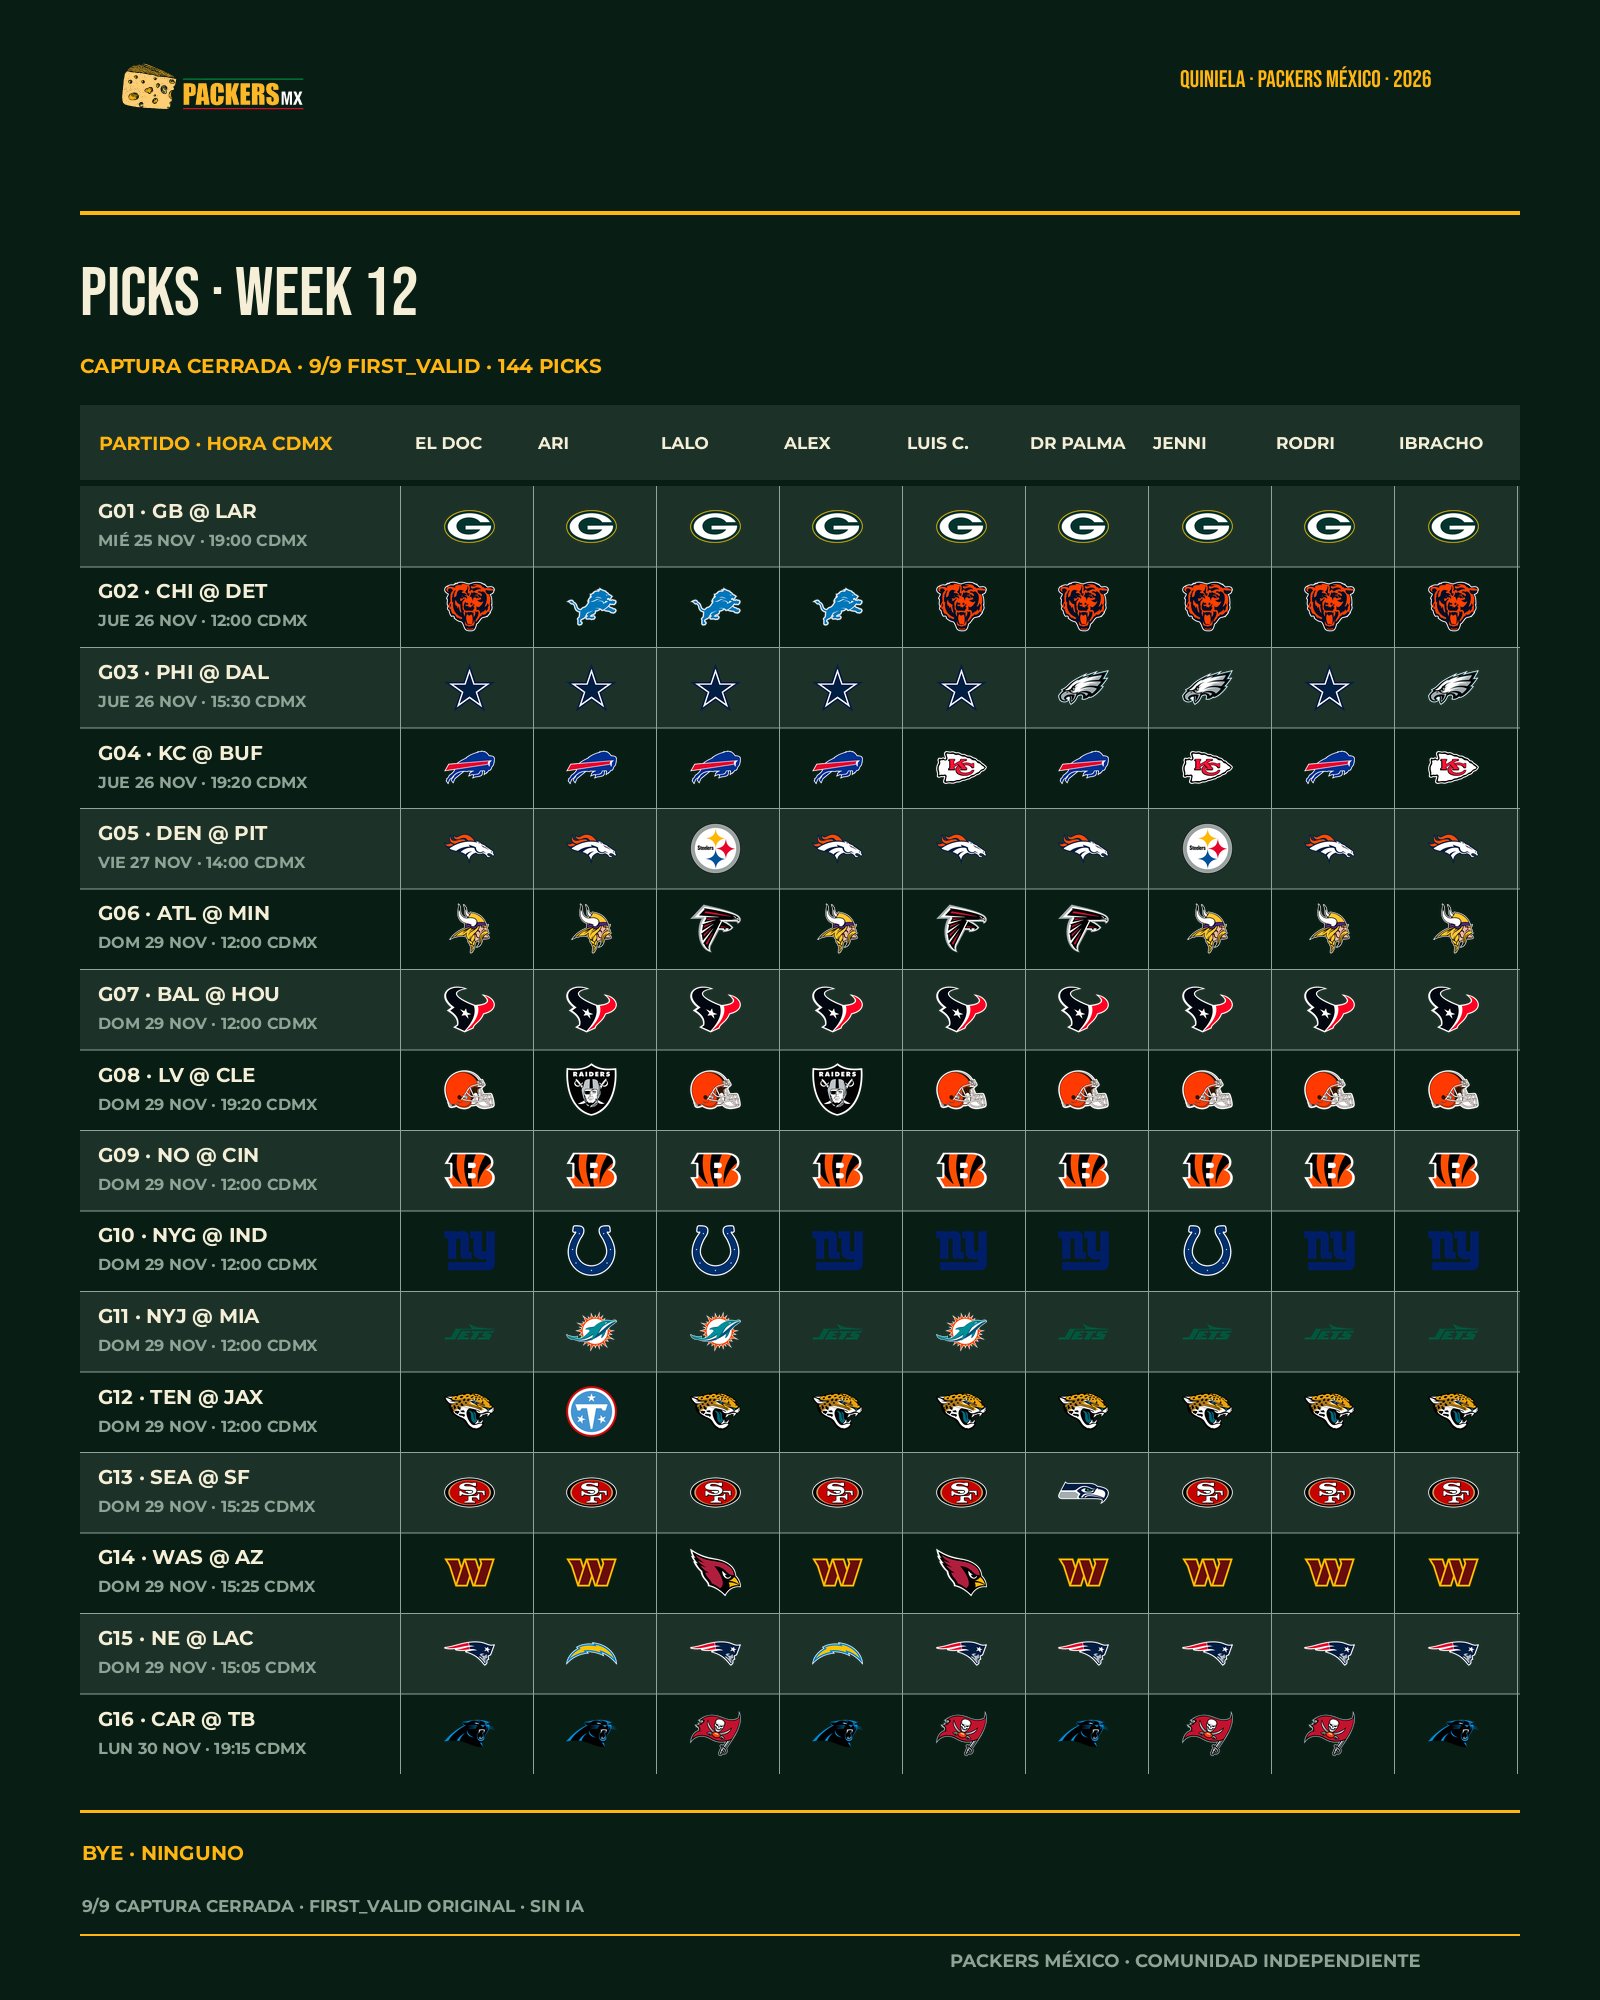 PACKERS MX
QUINIELA · PACKERS MÉXICO · 2026
PICKS · WEEK 12
CAPTURA CERRADA · 9/9 FIRST_VALID · 144 PICKS
PARTIDO · HORA CDMX EL DOC ARI LALO ALEX LUIS C. DR PALMA JENNI RODRI IBRACHO
G01 · GB @ LAR
MIÉ 25 NOV · 19:00 CDMX
G02 · CHI @ DET
JUE 26 NOV · 12:00 CDMX
G03 · PHI @ DAL
JUE 26 NOV · 15:30 CDMX
G04 · KC @ BUF
JUE 26 NOV · 19:20 CDMX
G05 · DEN @ PIT
VIE 27 NOV · 14:00 CDMX
G06 · ATL @ MIN
DOM 29 NOV · 12:00 CDMX
G07 · BAL @ HOU
DOM 29 NOV · 12:00 CDMX
G08 · LV @ CLE
DOM 29 NOV · 19:20 CDMX
G09 · NO @ CIN
DOM 29 NOV · 12:00 CDMX
G10 · NYG @ IND
DOM 29 NOV · 12:00 CDMX
G11 · NYJ @ MIA
DOM 29 NOV · 12:00 CDMX
G12 · TEN @ JAX
DOM 29 NOV · 12:00 CDMX
G13 · SEA @ SF
DOM 29 NOV · 15:25 CDMX
G14 · WAS @ AZ
DOM 29 NOV · 15:25 CDMX
G15 · NE @ LAC
DOM 29 NOV · 15:05 CDMX
G16 · CAR @ TB
LUN 30 NOV · 19:15 CDMX
BYE · NINGUNO
9/9 CAPTURA CERRADA · FIRST_VALID ORIGINAL · SIN IA
PACKERS MÉXICO · COMUNIDAD INDEPENDIENTE